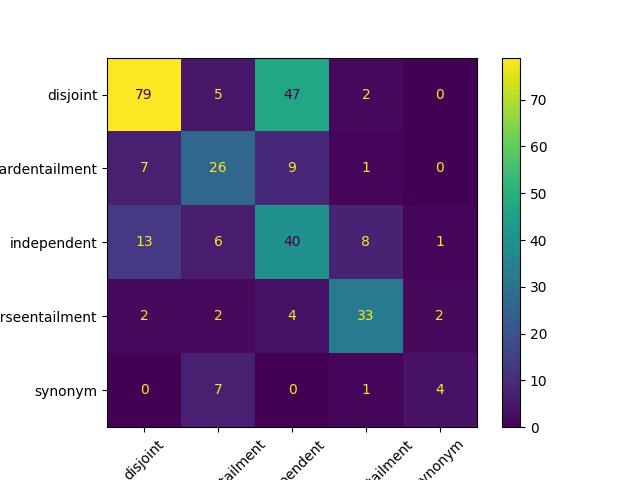 disjoint 79 5 47 2 0
ardentailment 7 26 9 1 0
independent 13 6 40 8 1
rseentailment 2 2 4 33 2
synonym 0 7 0 1 4
disjoint tailment pendent tailment ynonym
70
60
50
40
30
20
10
0